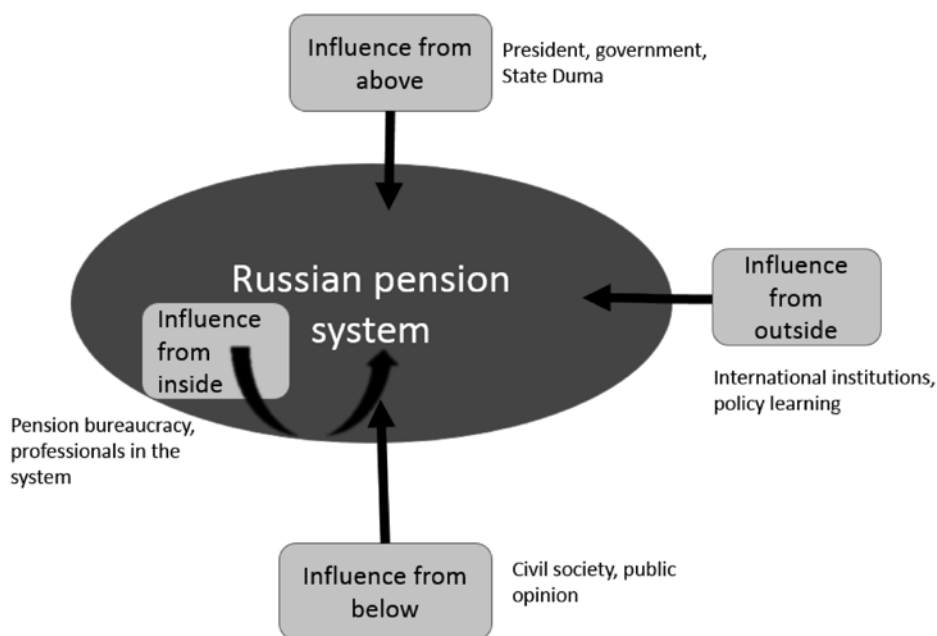 Influence from
above
President, government,
State Duma
Russian pension
system
Influence
from
outside
International institutions,
policy learning
Influence
from
inside
Pension bureaucracy,
professionals in the
system
Influence from
below
Civil society, public
opinion